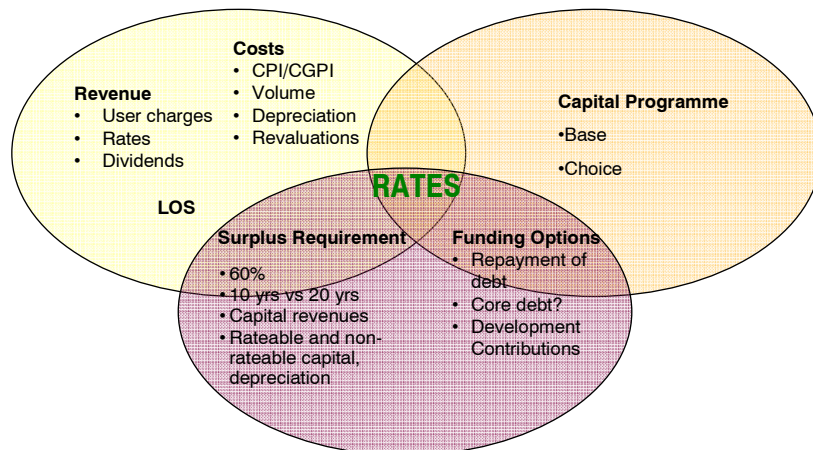 Costs
• CPI/CGPI
• Volume
• Depreciation
• Revaluations
Revenue
• User charges
• Rates
• Dividends
LOS
Capital Programme
•Base
•Choice
RATES
Surplus Requirement
•60%
•10 yrs vs 20 yrs
•Capital revenues
•Rateable and non-
rateable capital,
depreciation
Funding Options
• Repayment of
debt
• Core debt?
• Development
Contributions